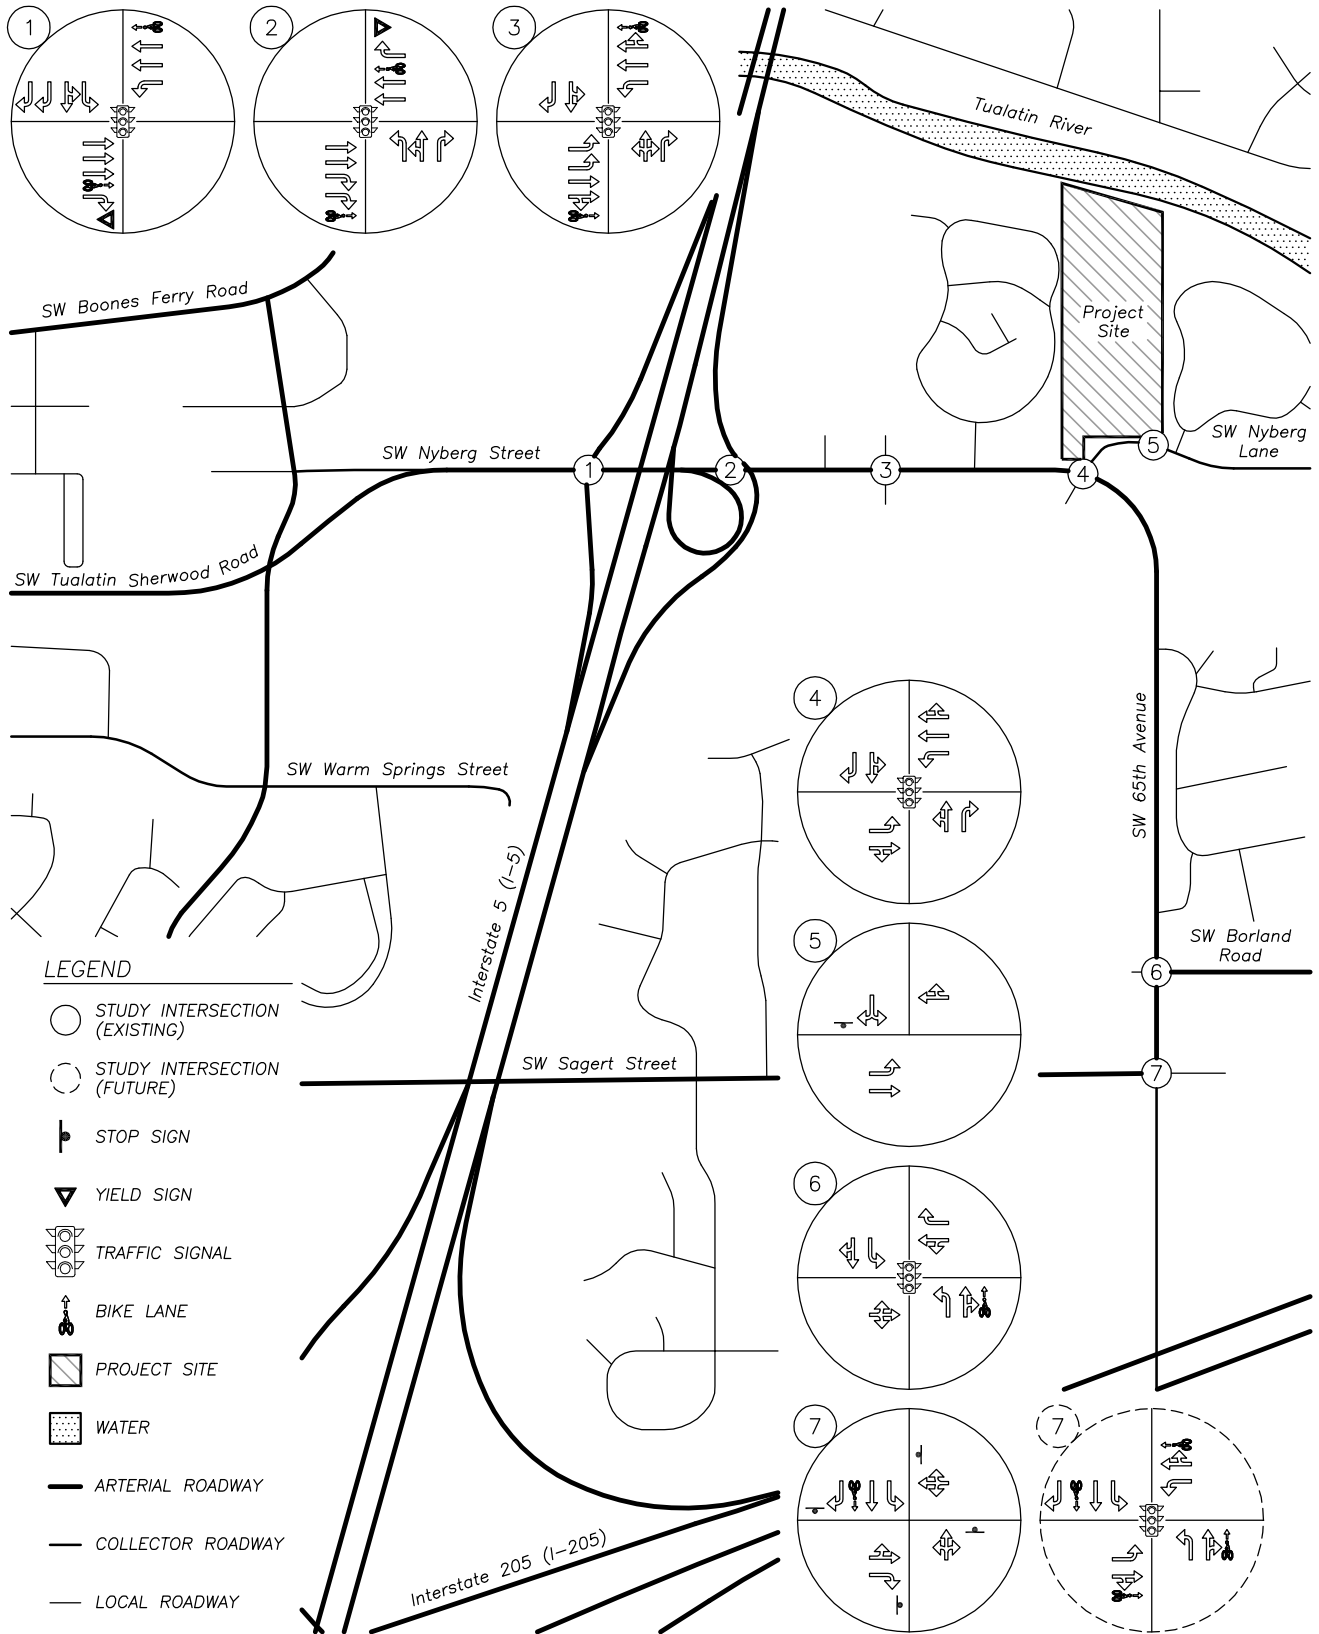 1
2
3
Tualatin River
SW Boones Ferry Road
Project
Site
SW Nyberg Street
SW Nyberg
Lane
1
2
3
4
5
SW Tualatin Sherwood Road
4
SW Warm Springs Street
SW 65th Avenue
Interstate 5 (I-5)
5
SW Borland
Road
6
LEGEND
STUDY INTERSECTION
(EXISTING)
STUDY INTERSECTION
(FUTURE)
STOP SIGN
YIELD SIGN
TRAFFIC SIGNAL
BIKE LANE
PROJECT SITE
WATER
ARTERIAL ROADWAY
COLLECTOR ROADWAY
LOCAL ROADWAY
SW Sagert Street
7
6
7
7
Interstate 205 (I-205)